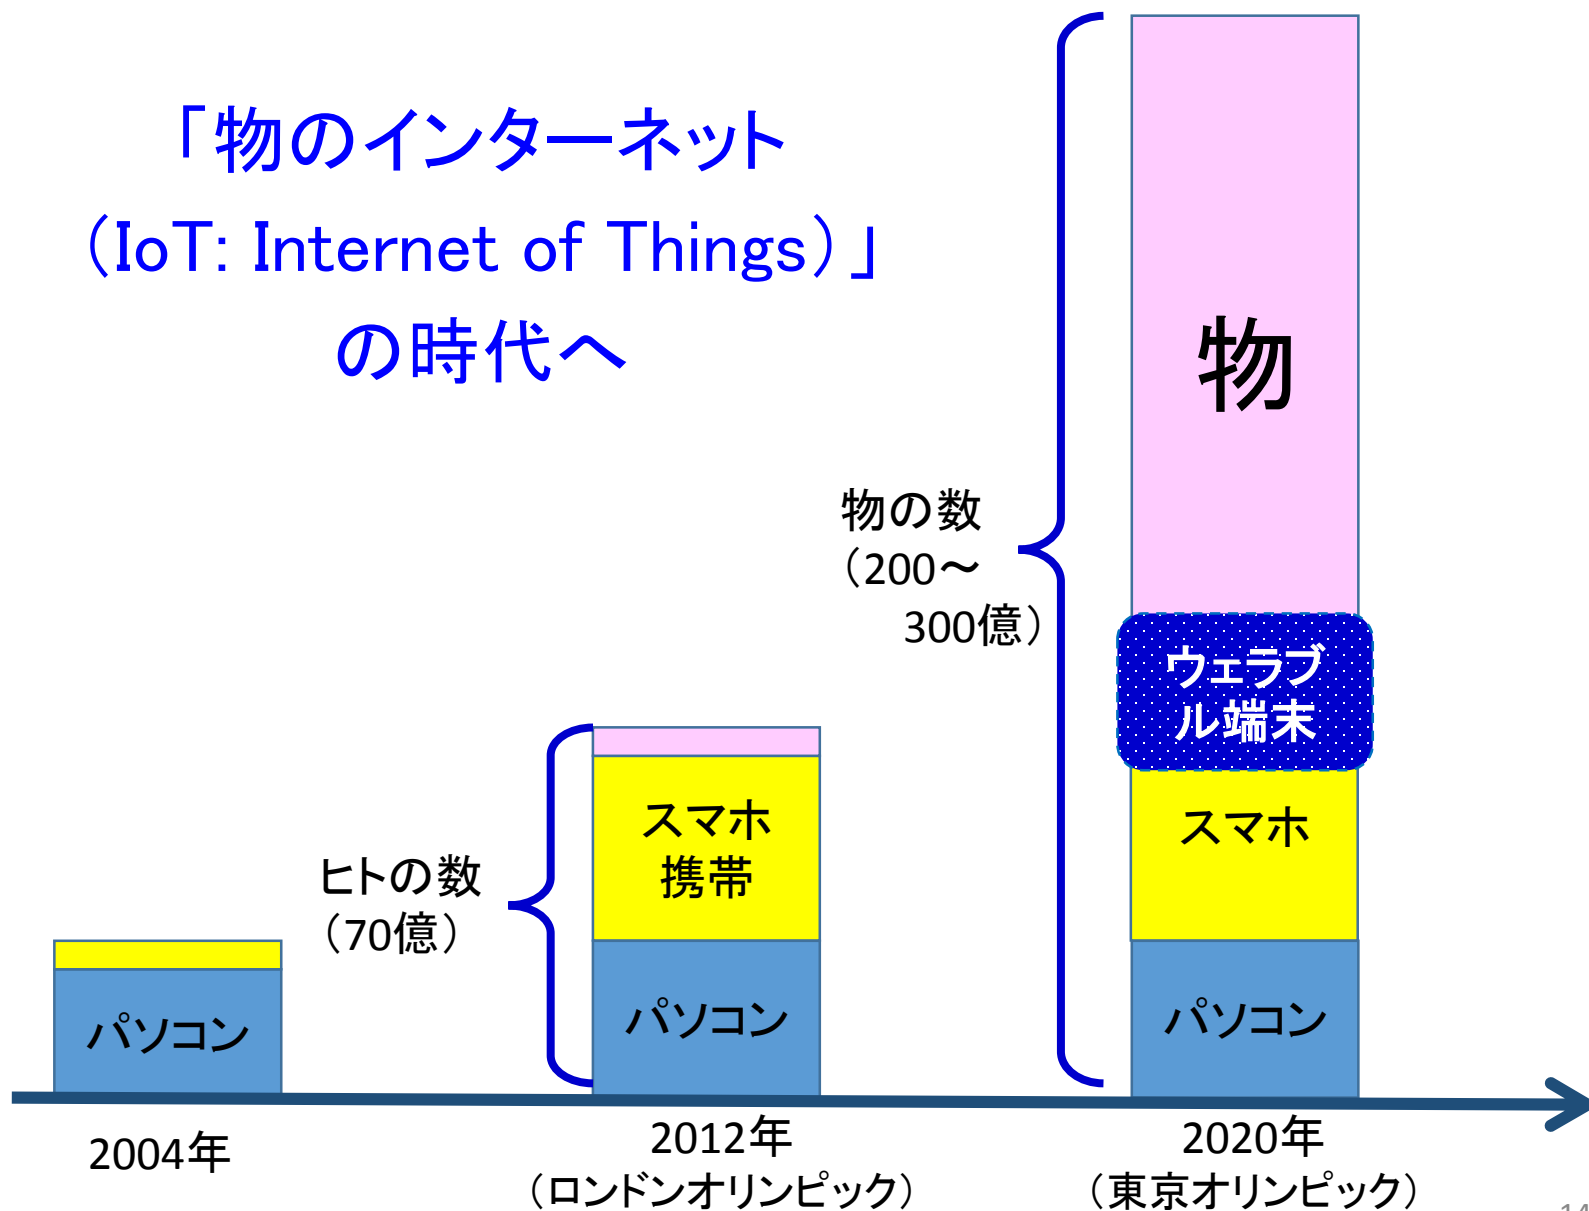 「物のインターネット
（IoT: Internet of Things）」
の時代へ
物
物の数
（200～
300億）
ウェラブ
ル端末
スマホ
携帯
スマホ
ヒトの数
（70億）
パソコン
パソコン
パソコン
2004年
2012年
（ロンドンオリンピック）
2020年
（東京オリンピック）
14